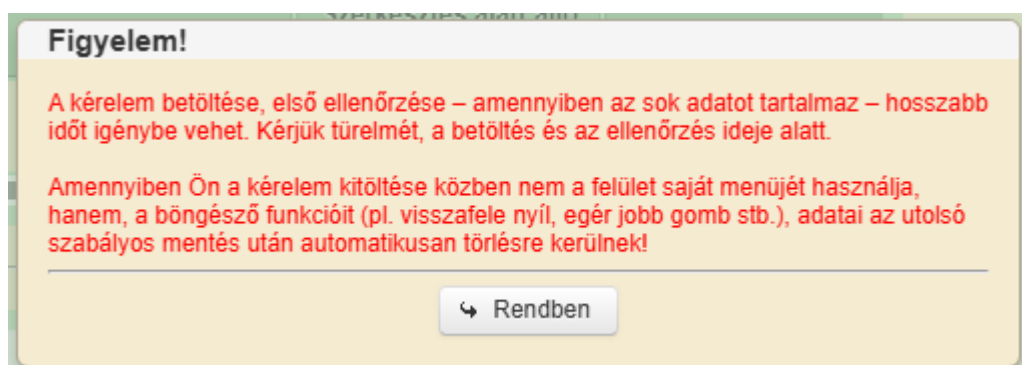 Figyelem!
A kérelem betöltése, első ellenőrzése – amennyiben az sok adatot tartalmaz – hosszabb
időt igénybe vehet. Kérjük türelmét, a betöltés és az ellenőrzés ideje alatt.
Amennyiben Ön a kérelem kitöltése közben nem a felület saját menüjét használja,
hanem, a böngésző funkcióit (pl. visszafele nyíl, egér jobb gomb stb.), adatai az utolsó
szabályos mentés után automatikusan törlésre kerülnek!
Rendben